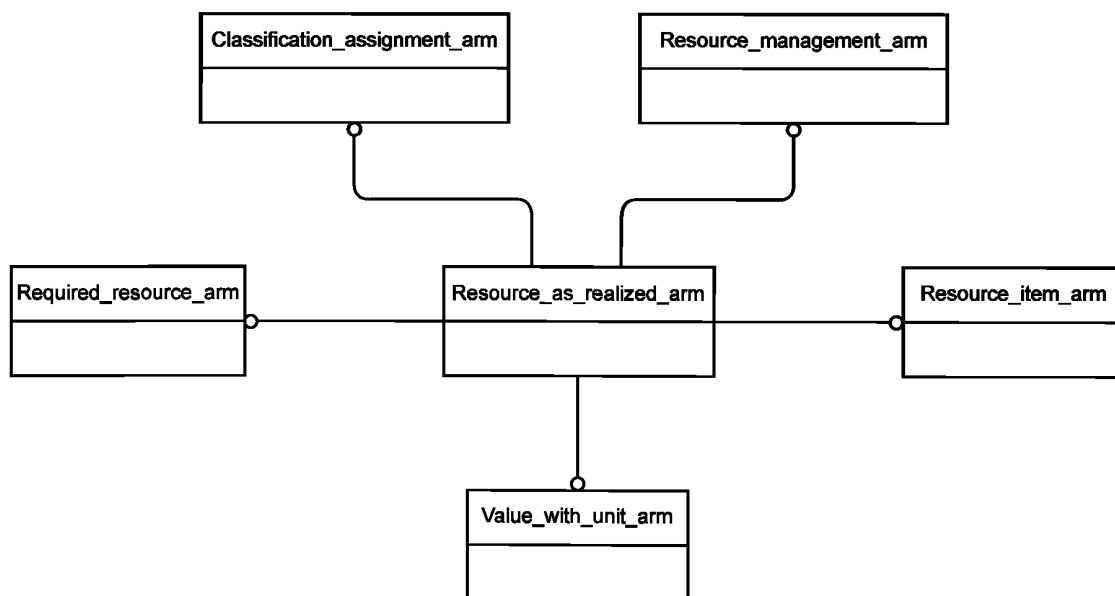 Classification_assignment_arm
Resource_management_arm
Required_resource_arm
Resource_as_realized_arm
Resource_item_arm
Value_with_unit_arm